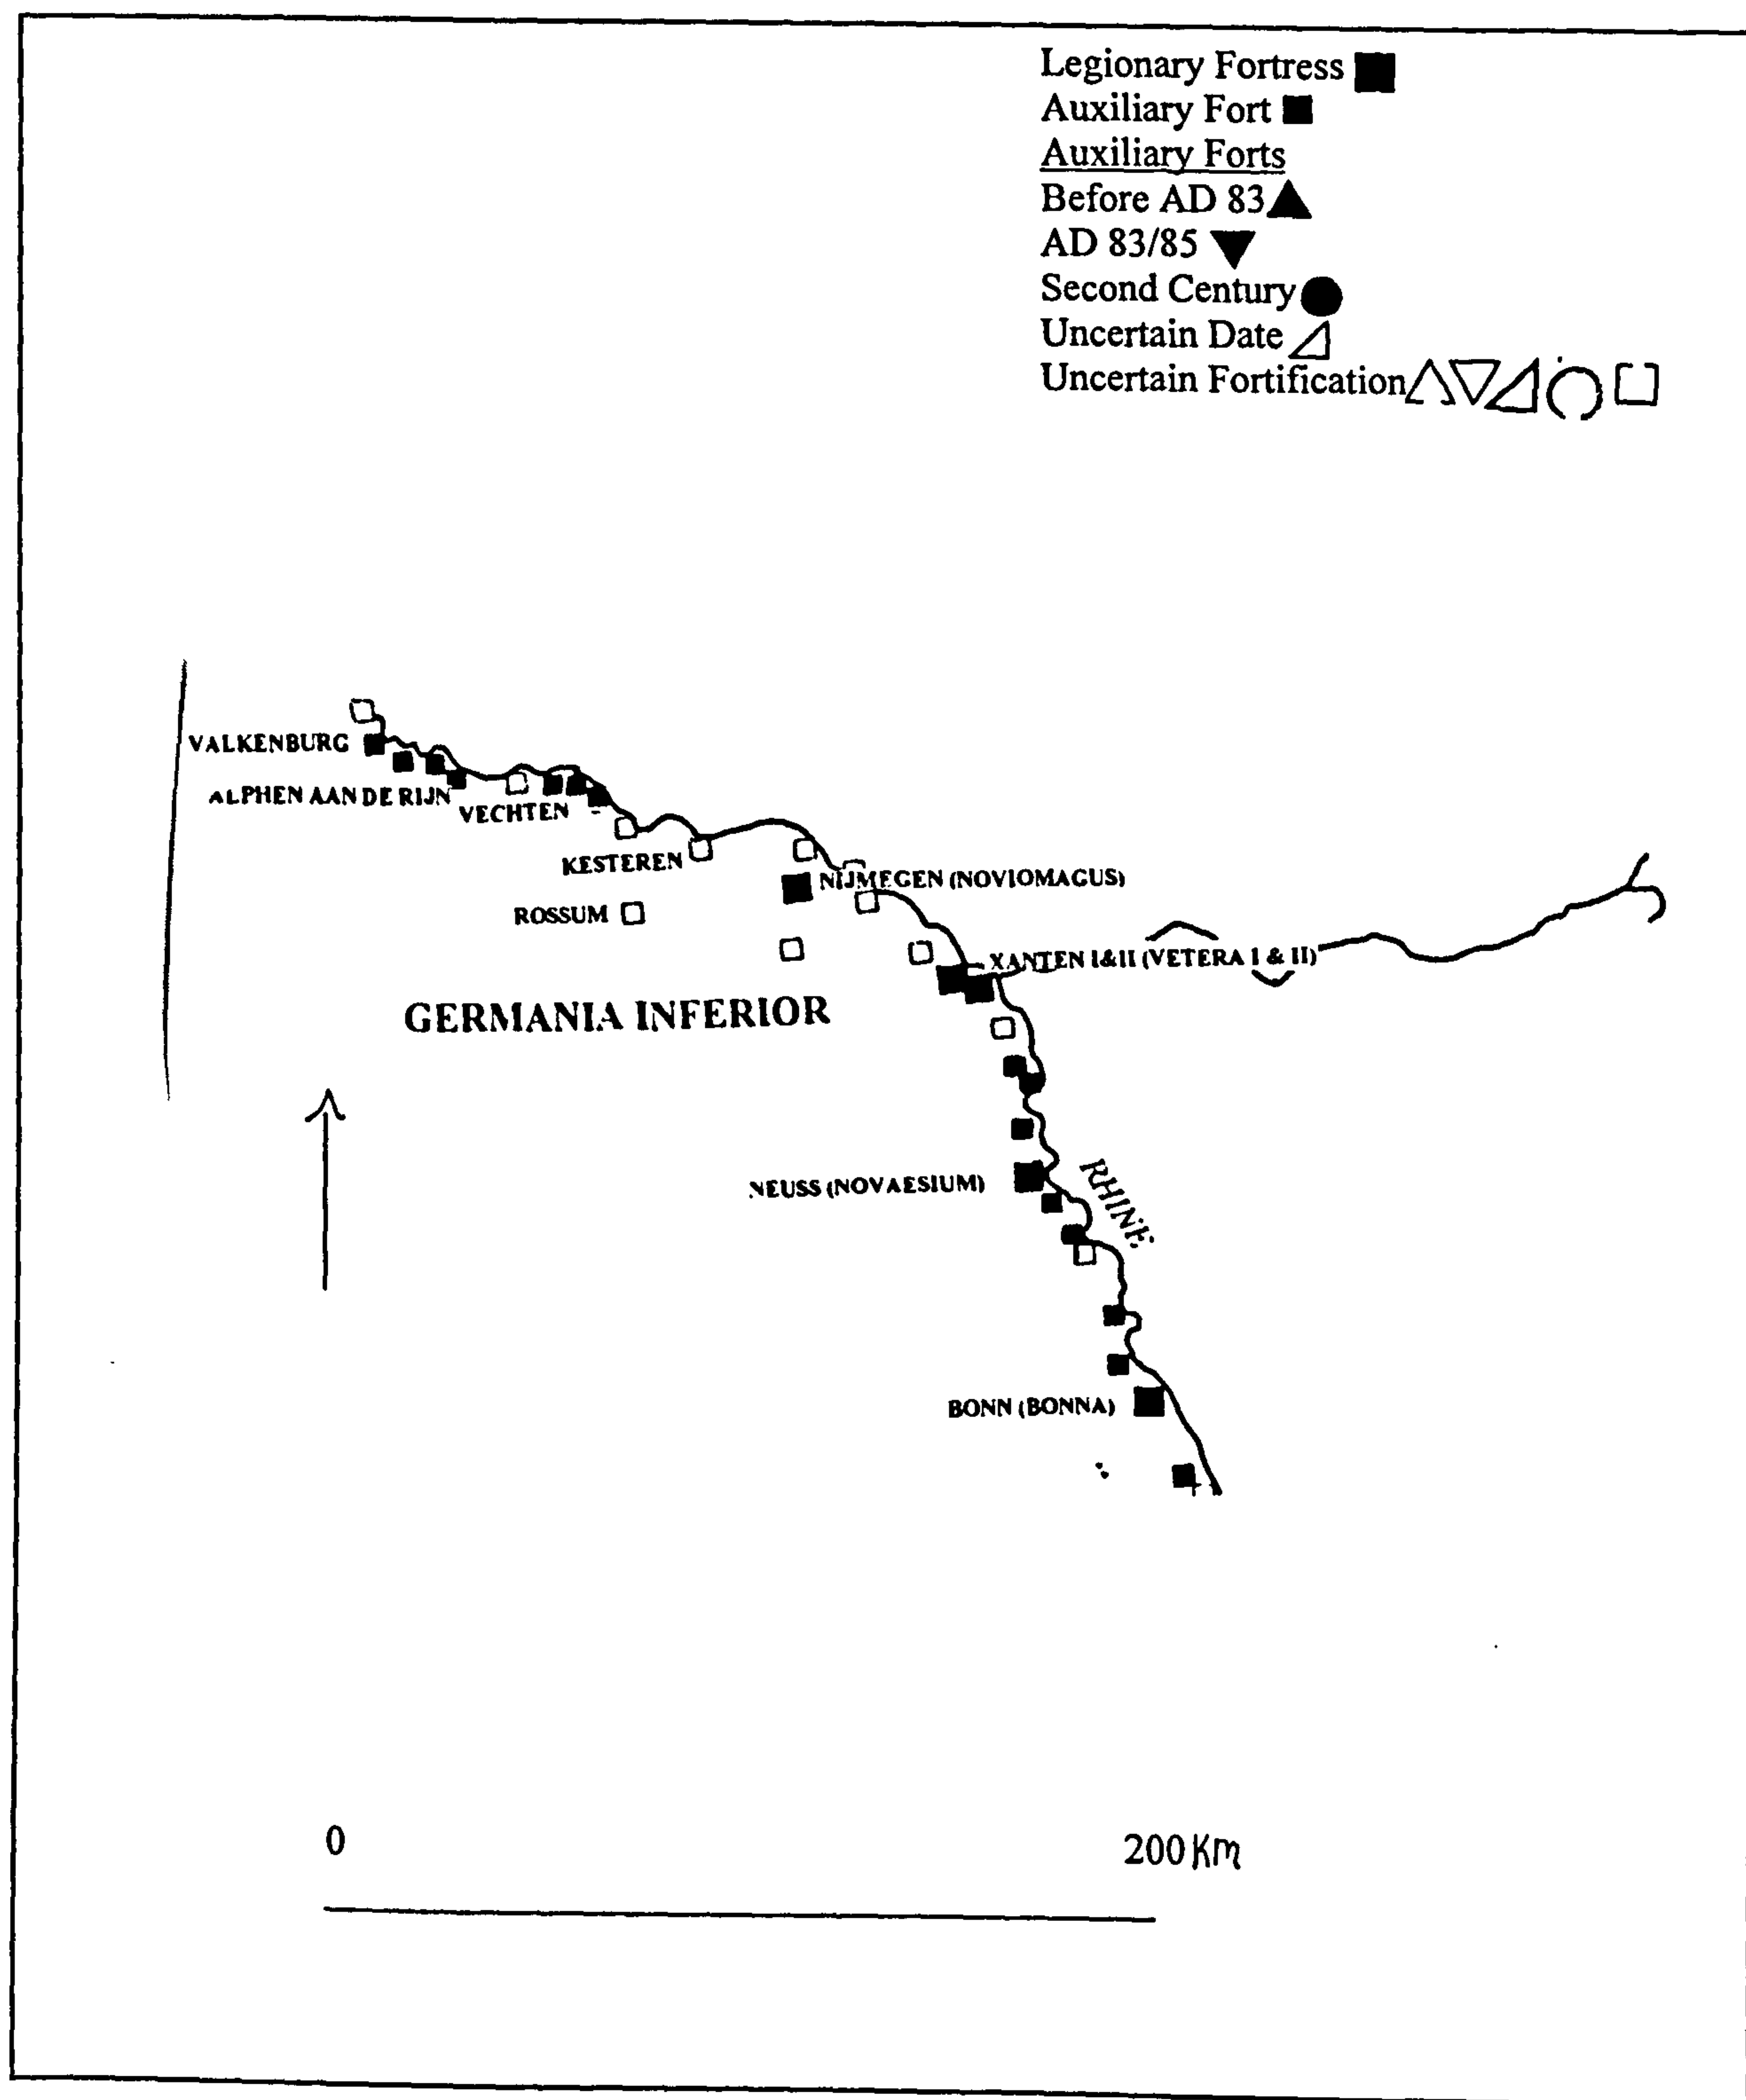 Legionary Fortress
Auxiliary Fort
Auxiliary Forts
Before AD 83
AD 83/85
Second Century
Uncertain Date
Uncertain Fortification
VALKENBURG
ALPHEN AAN DE RIJN
VECHTEN
KESTEREN
NIJMEGEN (NOVIOMAGUS)
ROSSUM
XANTEN I&II (VETERA I & II)
GERMANIA INFERIOR
NEUSS (NOVAESIUM)
RHINE
BONN (BONNA)
0
200 Km